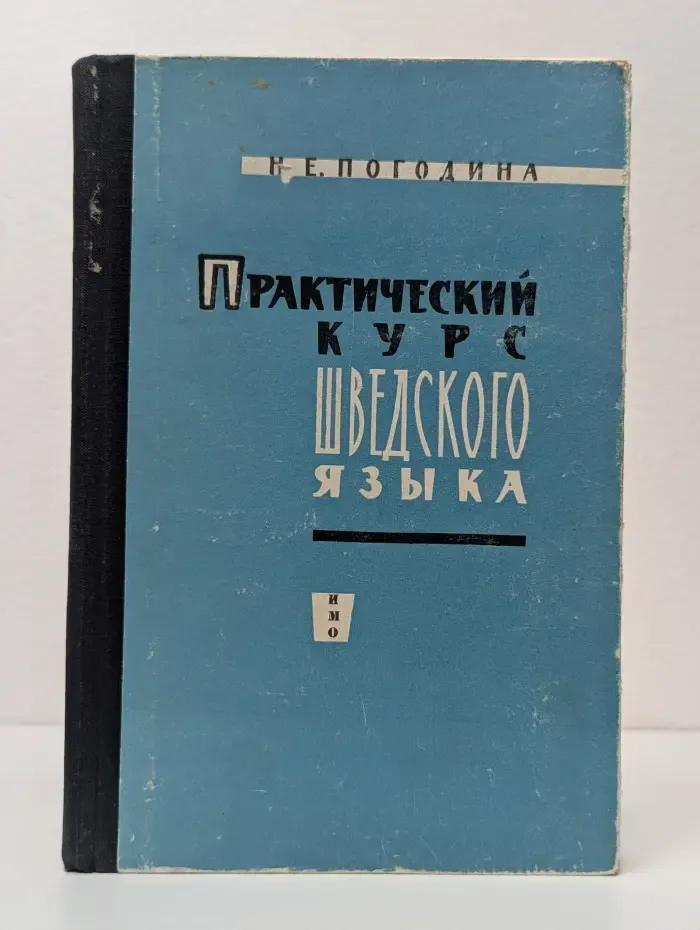 Н. Е. ПОГОДИНА
ПРАКТИЧЕСКИЙ
КУРС
ШВЕДСКОГО
ЯЗЫКА
ИМО